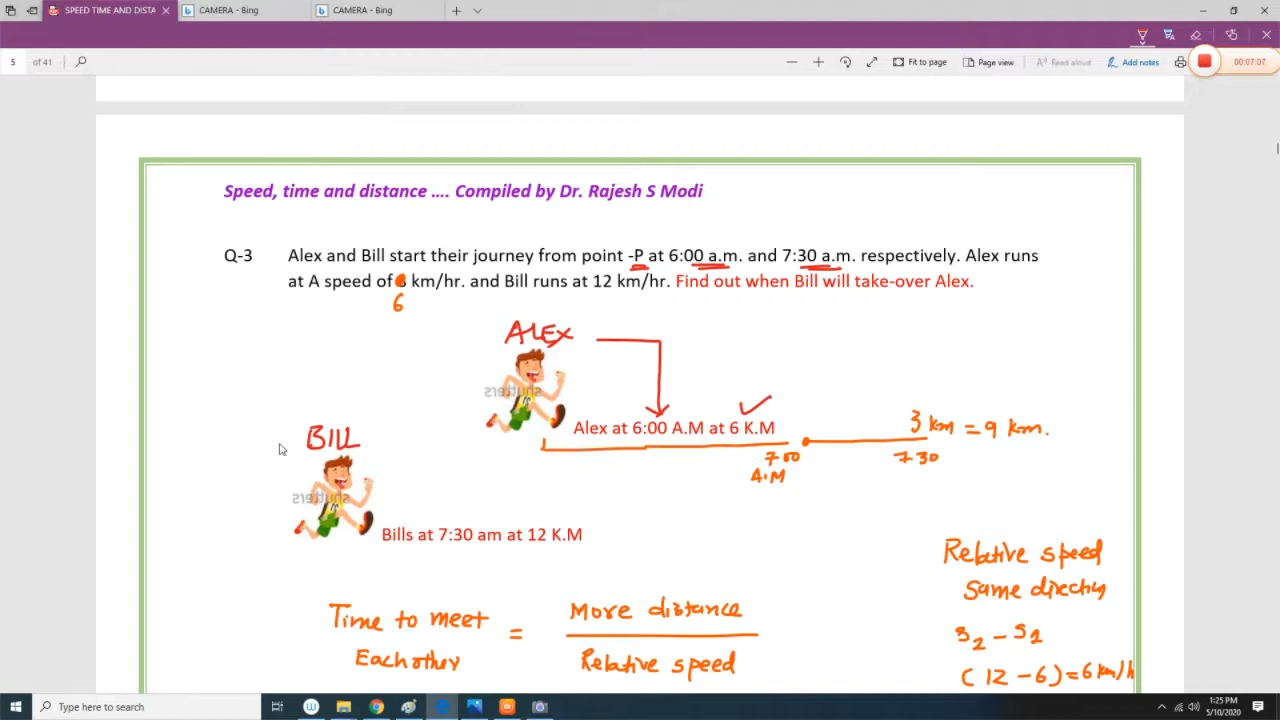 SPEED TIME AND DISTA
CAMERA - Bing
CAMERA - Bing
5 of 41
Fit to page
Page view
Read aloud
Add notes
00:07:07
Speed, time and distance .... Compiled by Dr. Rajesh S Modi
Q-3 Alex and Bill start their journey from point -P at 6:00 a.m. and 7:30 a.m. respectively. Alex runs
at A speed of km/hr. and Bill runs at 12 km/hr. Find out when Bill will take-over Alex.
6
ALEX
shutters
Alex at 6:00 A.M at 6 K.M
3 km = 9 km.
7 00
A.M
7 30
BILL
shutters
Bills at 7:30 am at 12 K.M
Relative speed
Same direction
S2 - S1
(12 - 6) = 6 km/h
Time to meet
Each other
=
More distance
Relative speed
Type here to search
1:25 PM
5/10/2020